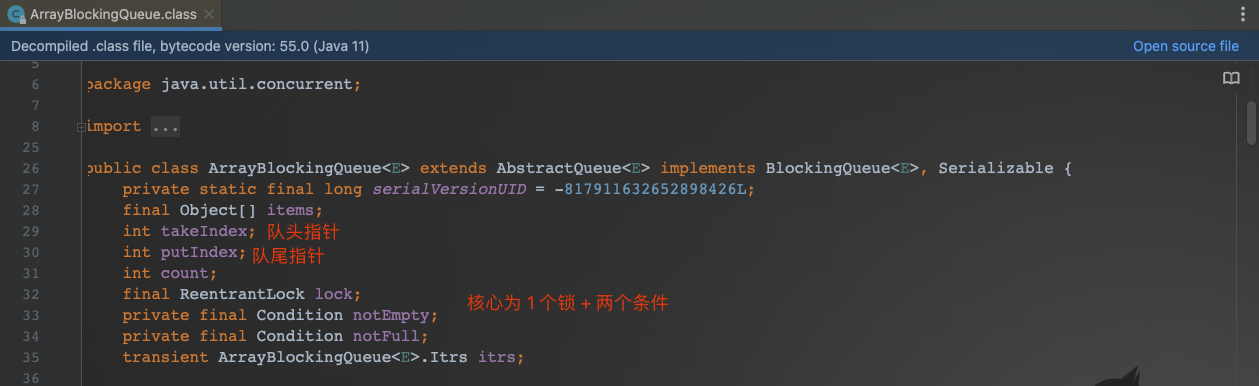 ArrayBlockingQueue.class
Decompiled .class file, bytecode version: 55.0 (Java 11) Open source file
5
6 package java.util.concurrent;
7
8 import ...
25
26 public class ArrayBlockingQueue<E> extends AbstractQueue<E> implements BlockingQueue<E>, Serializable {
27 private static final long serialVersionUID = -817911632652898426L;
28 final Object[] items;
29 int takeIndex; 队头指针
30 int putIndex; 队尾指针
31 int count;
32 final ReentrantLock lock; 核心为 1 个锁 + 两个条件
33 private final Condition notEmpty;
34 private final Condition notFull;
35 transient ArrayBlockingQueue<E>.Itrs itrs;
36